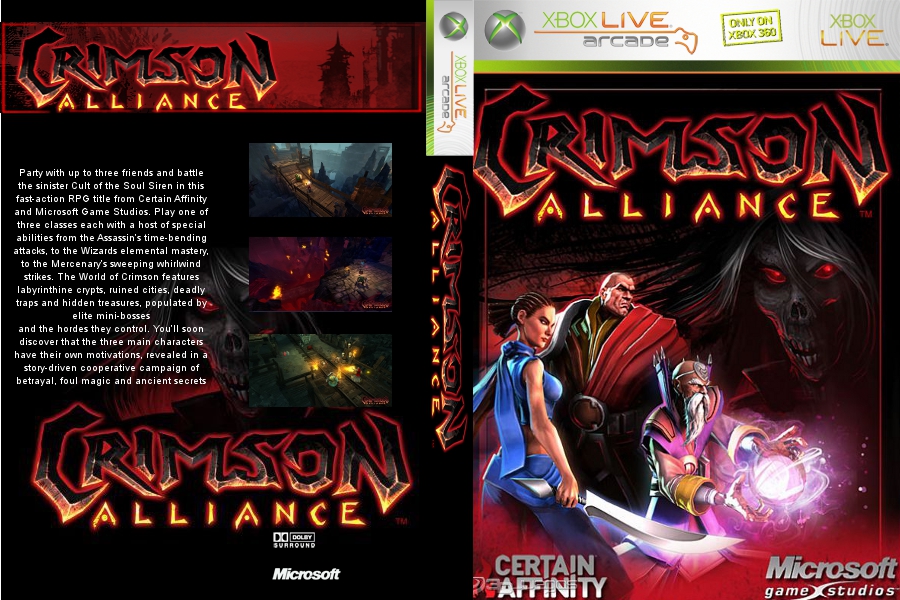 CRIMSON
ALLIANCE
Party with up to three friends and battle
the sinister Cult of the Soul Siren in this
fast-action RPG title from Certain Affinity
and Microsoft Game Studios. Play one of
three classes each with a host of special
abilities from the Assassin's time-bending
attacks, to the Wizards elemental mastery,
to the Mercenary's sweeping whirlwind
strikes. The World of Crimson features
labyrinthine crypts, ruined cities, deadly
traps and hidden treasures, populated by
elite mini-bosses
and the hordes they control. You'll soon
discover that the three main characters
have their own motivations, revealed in a
story-driven cooperative campaign of
betrayal, foul magic and ancient secrets
CRIMSON
ALLIANCE™
DOLBY
SURROUND
Microsoft
XBOX LIVE
arcade
CRIMSON
ALLIANCE
XBOX LIVE
arcade
ONLY ON
XBOX 360
XBOX
LIVE
CRIMSON
ALLIANCE™
CERTAIN
AFFINITY
Microsoft
game studios